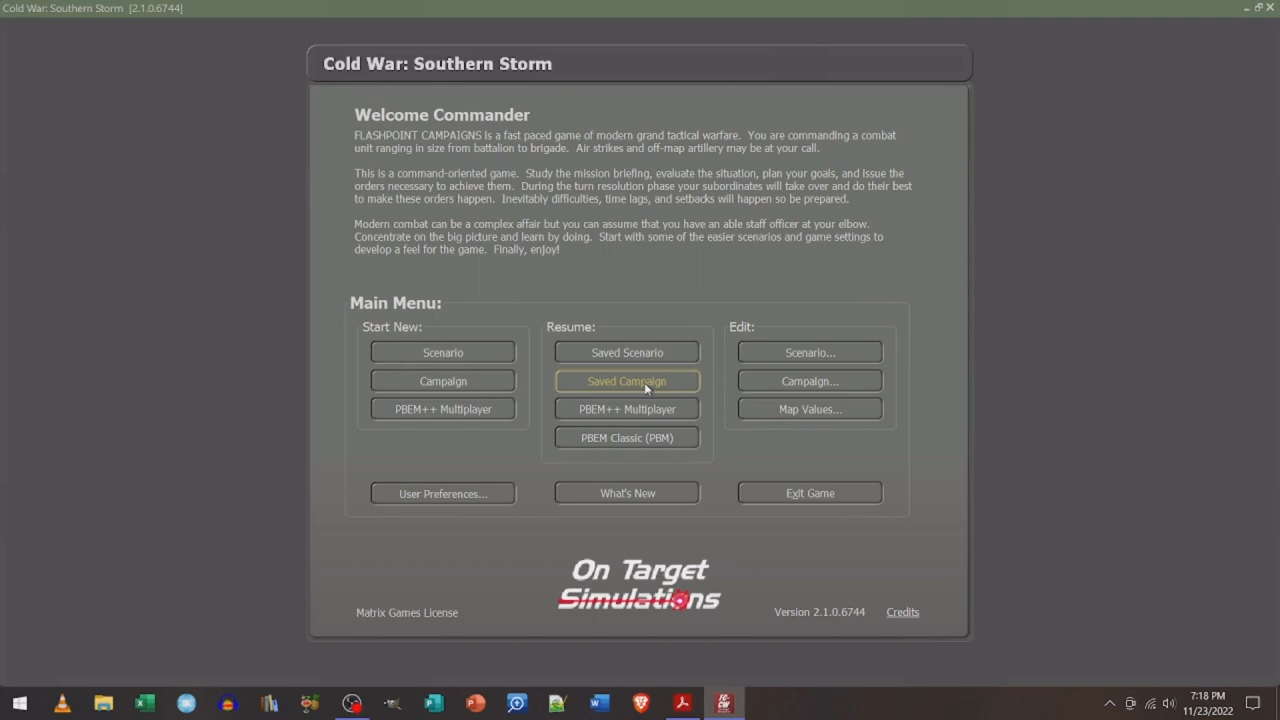 Cold War: Southern Storm [2.1.0.6744]
Cold War: Southern Storm
Welcome Commander
FLASHPOINT CAMPAIGNS is a fast paced game of modern grand tactical warfare. You are commanding a combat
unit ranging in size from battalion to brigade. Air strikes and off-map artillery may be at your call.
This is a command-oriented game. Study the mission briefing, evaluate the situation, plan your goals, and issue the
orders necessary to achieve them. During the turn resolution phase your subordinates will take over and do their best
to make these orders happen. Inevitably difficulties, time lags, and setbacks will happen so be prepared.
Modern combat can be a complex affair but you can assume that you have an able staff officer at your elbow.
Concentrate on the big picture and learn by doing. Start with some of the easier scenarios and game settings to
develop a feel for the game. Finally, enjoy!
Main Menu:
Start New:
Scenario
Campaign
PBEM++ Multiplayer
Resume:
Saved Scenario
Saved Campaign
PBEM++ Multiplayer
PBEM Classic (PBM)
Edit:
Scenario...
Campaign...
Map Values...
User Preferences...
What's New
Exit Game
On Target
Simulations
Matrix Games License
Version 2.1.0.6744
Credits
7:18 PM
11/23/2022